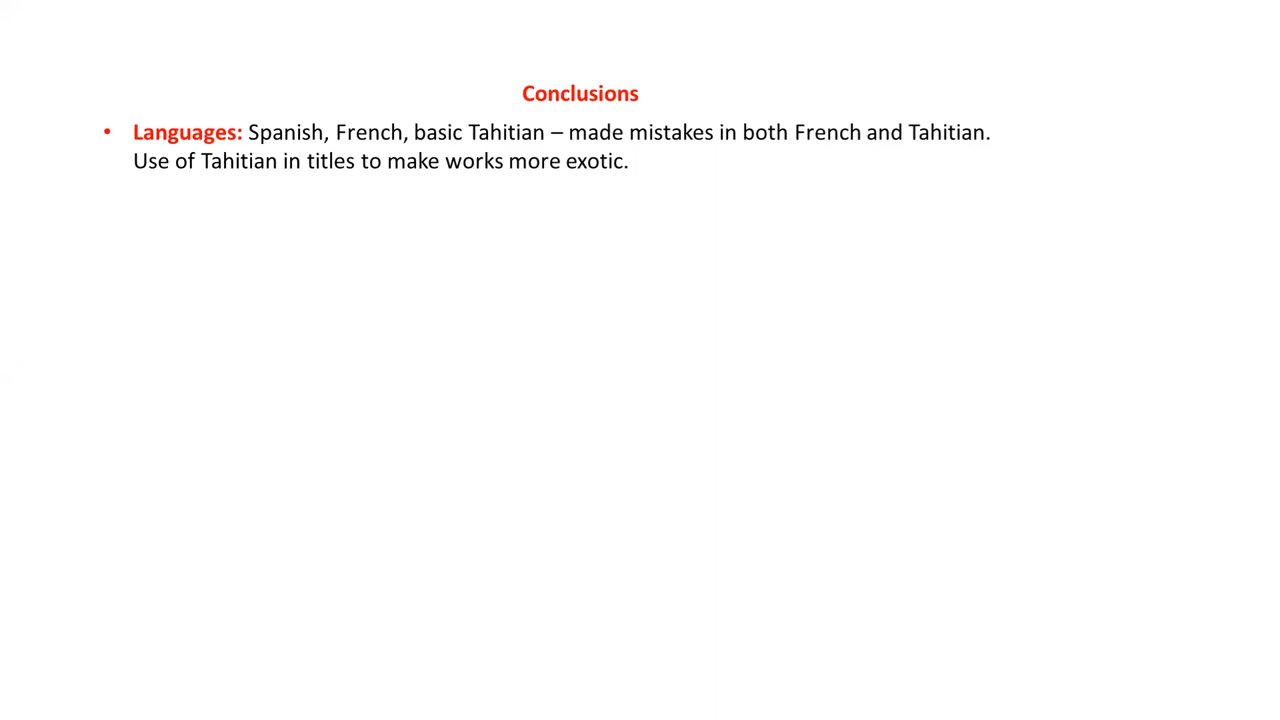 Conclusions
• Languages: Spanish, French, basic Tahitian – made mistakes in both French and Tahitian.
Use of Tahitian in titles to make works more exotic.